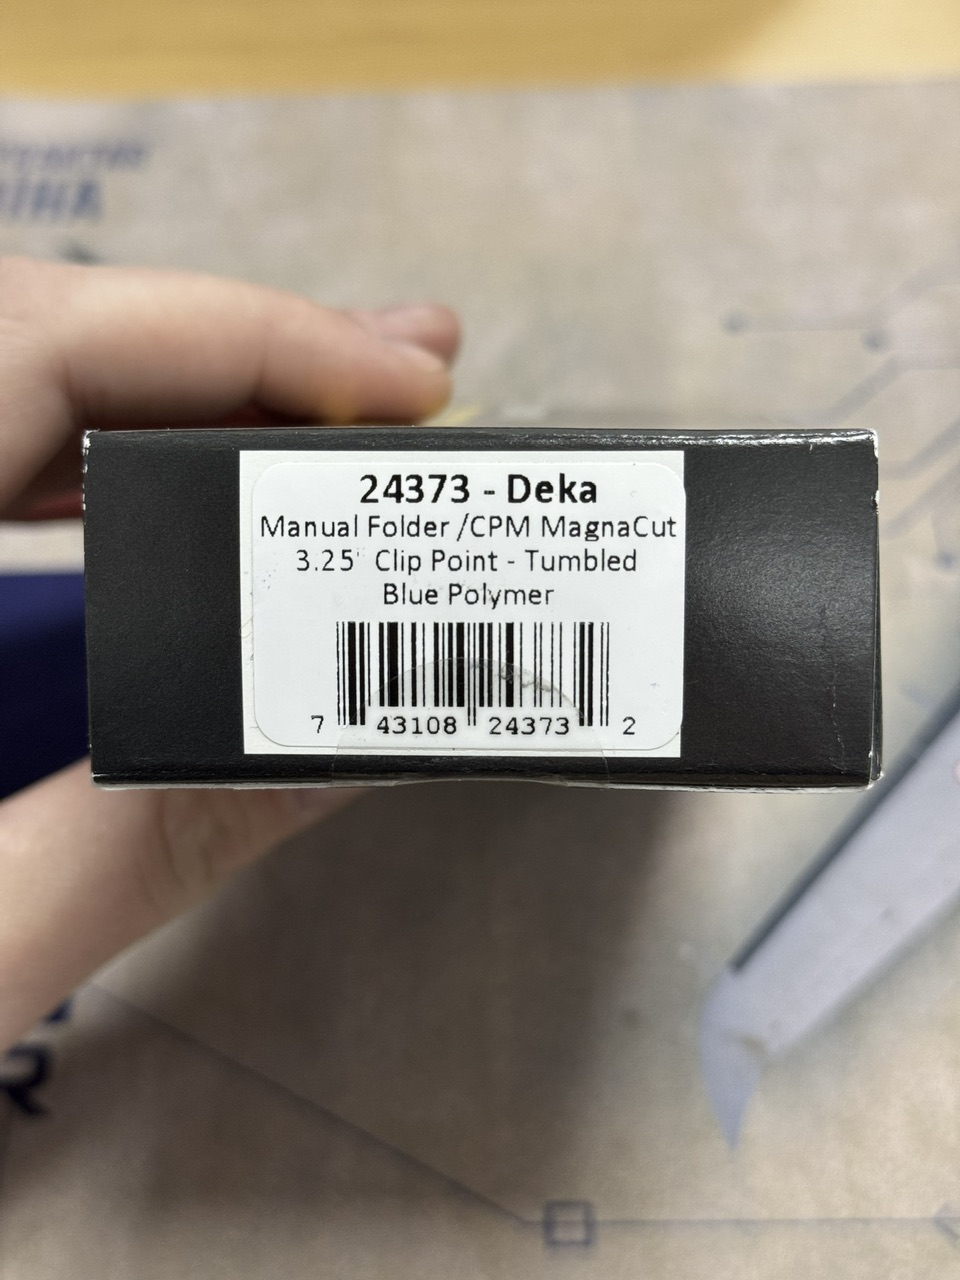 24373 - Deka
Manual Folder /CPM MagnaCut
3.25" Clip Point - Tumbled
Blue Polymer
7 43108 24373 2